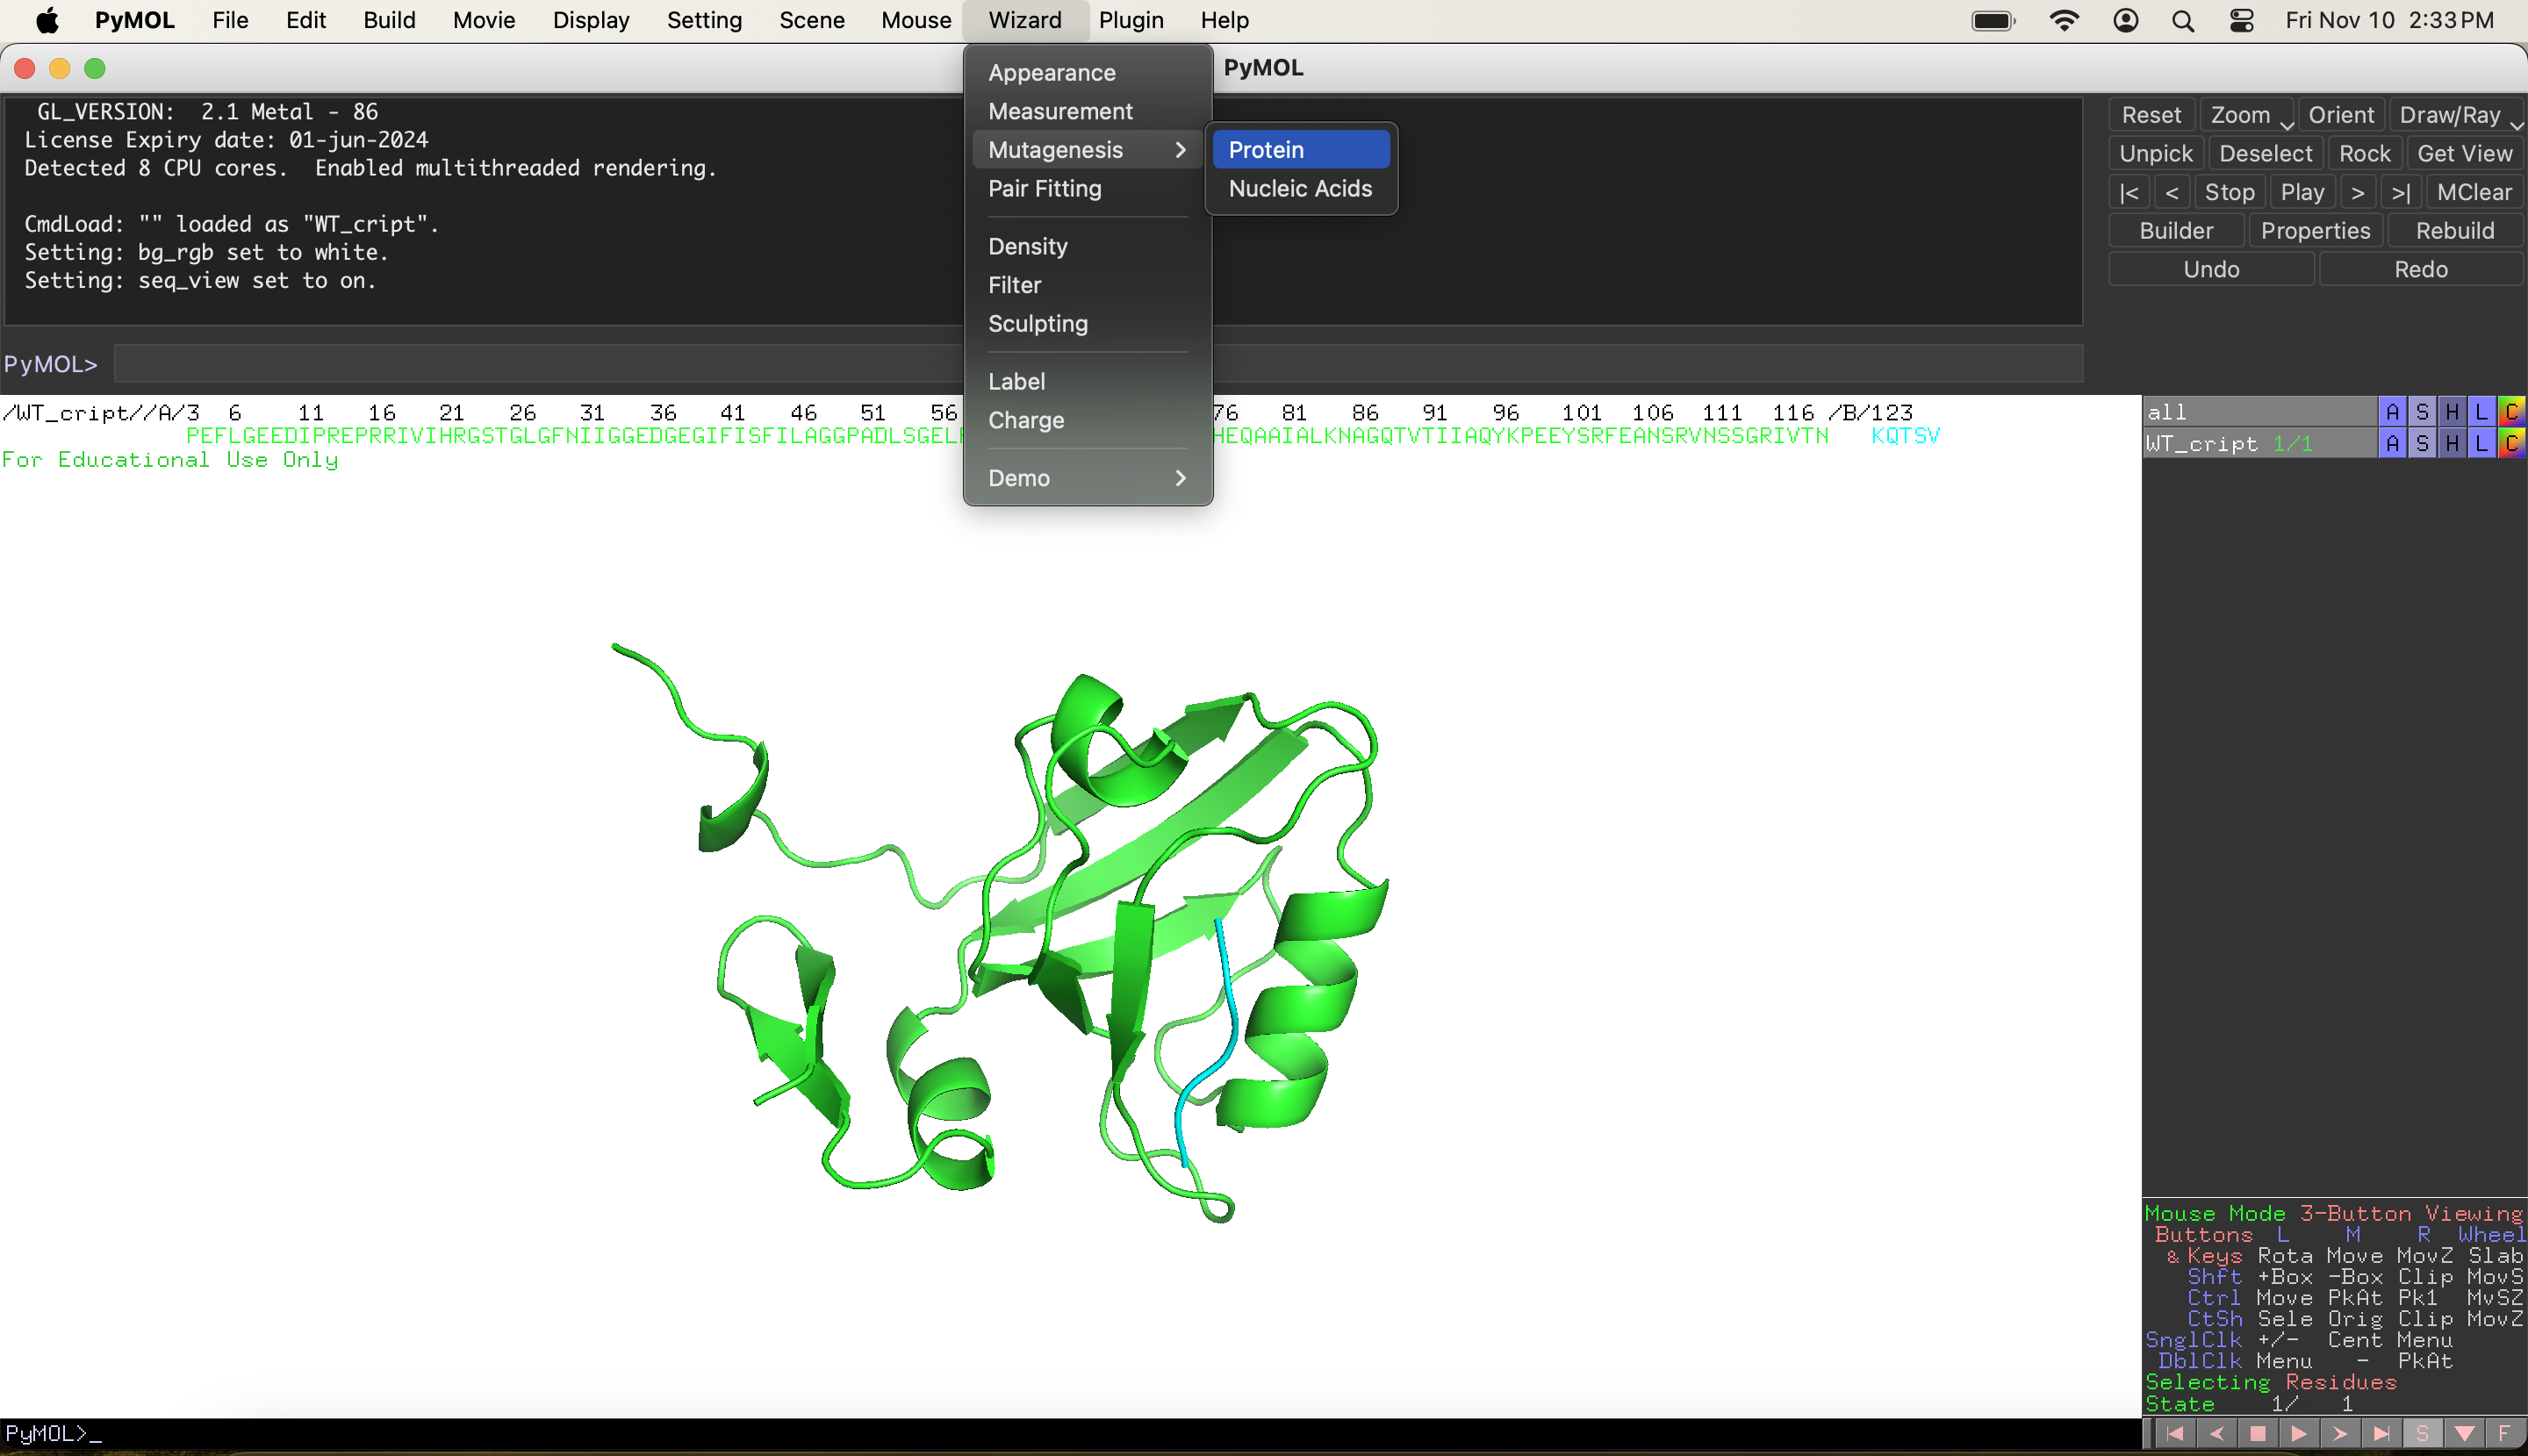 PyMOL File Edit Build Movie Display Setting Scene Mouse Wizard Plugin Help Fri Nov 10 2:33 PM
PyMOL
GL_VERSION: 2.1 Metal - 86
License Expiry date: 01-jun-2024
Detected 8 CPU cores. Enabled multithreaded rendering.
CmdLoad: "" loaded as "WT_cript".
Setting: bg_rgb set to white.
Setting: seq_view set to on.
PyMOL>
Appearance
Measurement
Mutagenesis
Pair Fitting
Density
Filter
Sculpting
Label
Charge
Demo
Protein
Nucleic Acids
Reset Zoom Orient Draw/Ray
Unpick Deselect Rock Get View
|< < Stop Play > >| MClear
Builder Properties Rebuild
Undo Redo
/WT_cript//A/3 6 11 16 21 26 31 36 41 46 51 56 76 81 86 91 96 101 106 111 116 /B/123
PEFLGEEDIPREPRRIVIHRGSTGLGFNIIGGEDGEGIFISFILAGGPADLSGEL HEQAAIALKNAGQTVTIIAQYKPEEYSRFEANSRVNSSGRIVTN KQTSV
For Educational Use Only
all A S H L C
WT_cript 1/1 A S H L C
Mouse Mode 3-Button Viewing
Buttons L M R Wheel
& Keys Rota Move MovZ Slab
Shft +Box -Box Clip MovS
Ctrl Move PkAt Pk1 MvSZ
CtSh Sele Orig Clip MovZ
SnglClk +/- Cent Menu
DblClk Menu - PkAt
Selecting Residues
State 1/ 1
PyMOL>_
S F